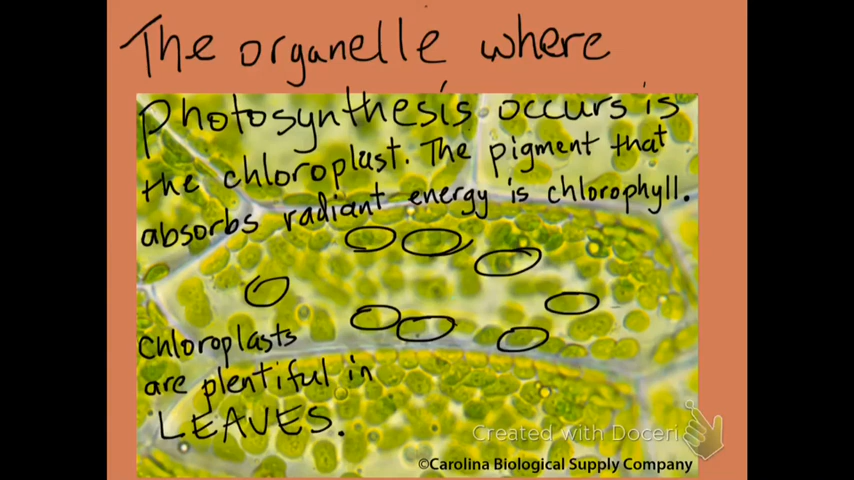 The organelle where
photosynthesis occurs is
the chloroplast. The pigment that
absorbs radiant energy is chlorophyll.
Chloroplasts
are plentiful in
LEAVES.
Created with Doceri
©Carolina Biological Supply Company